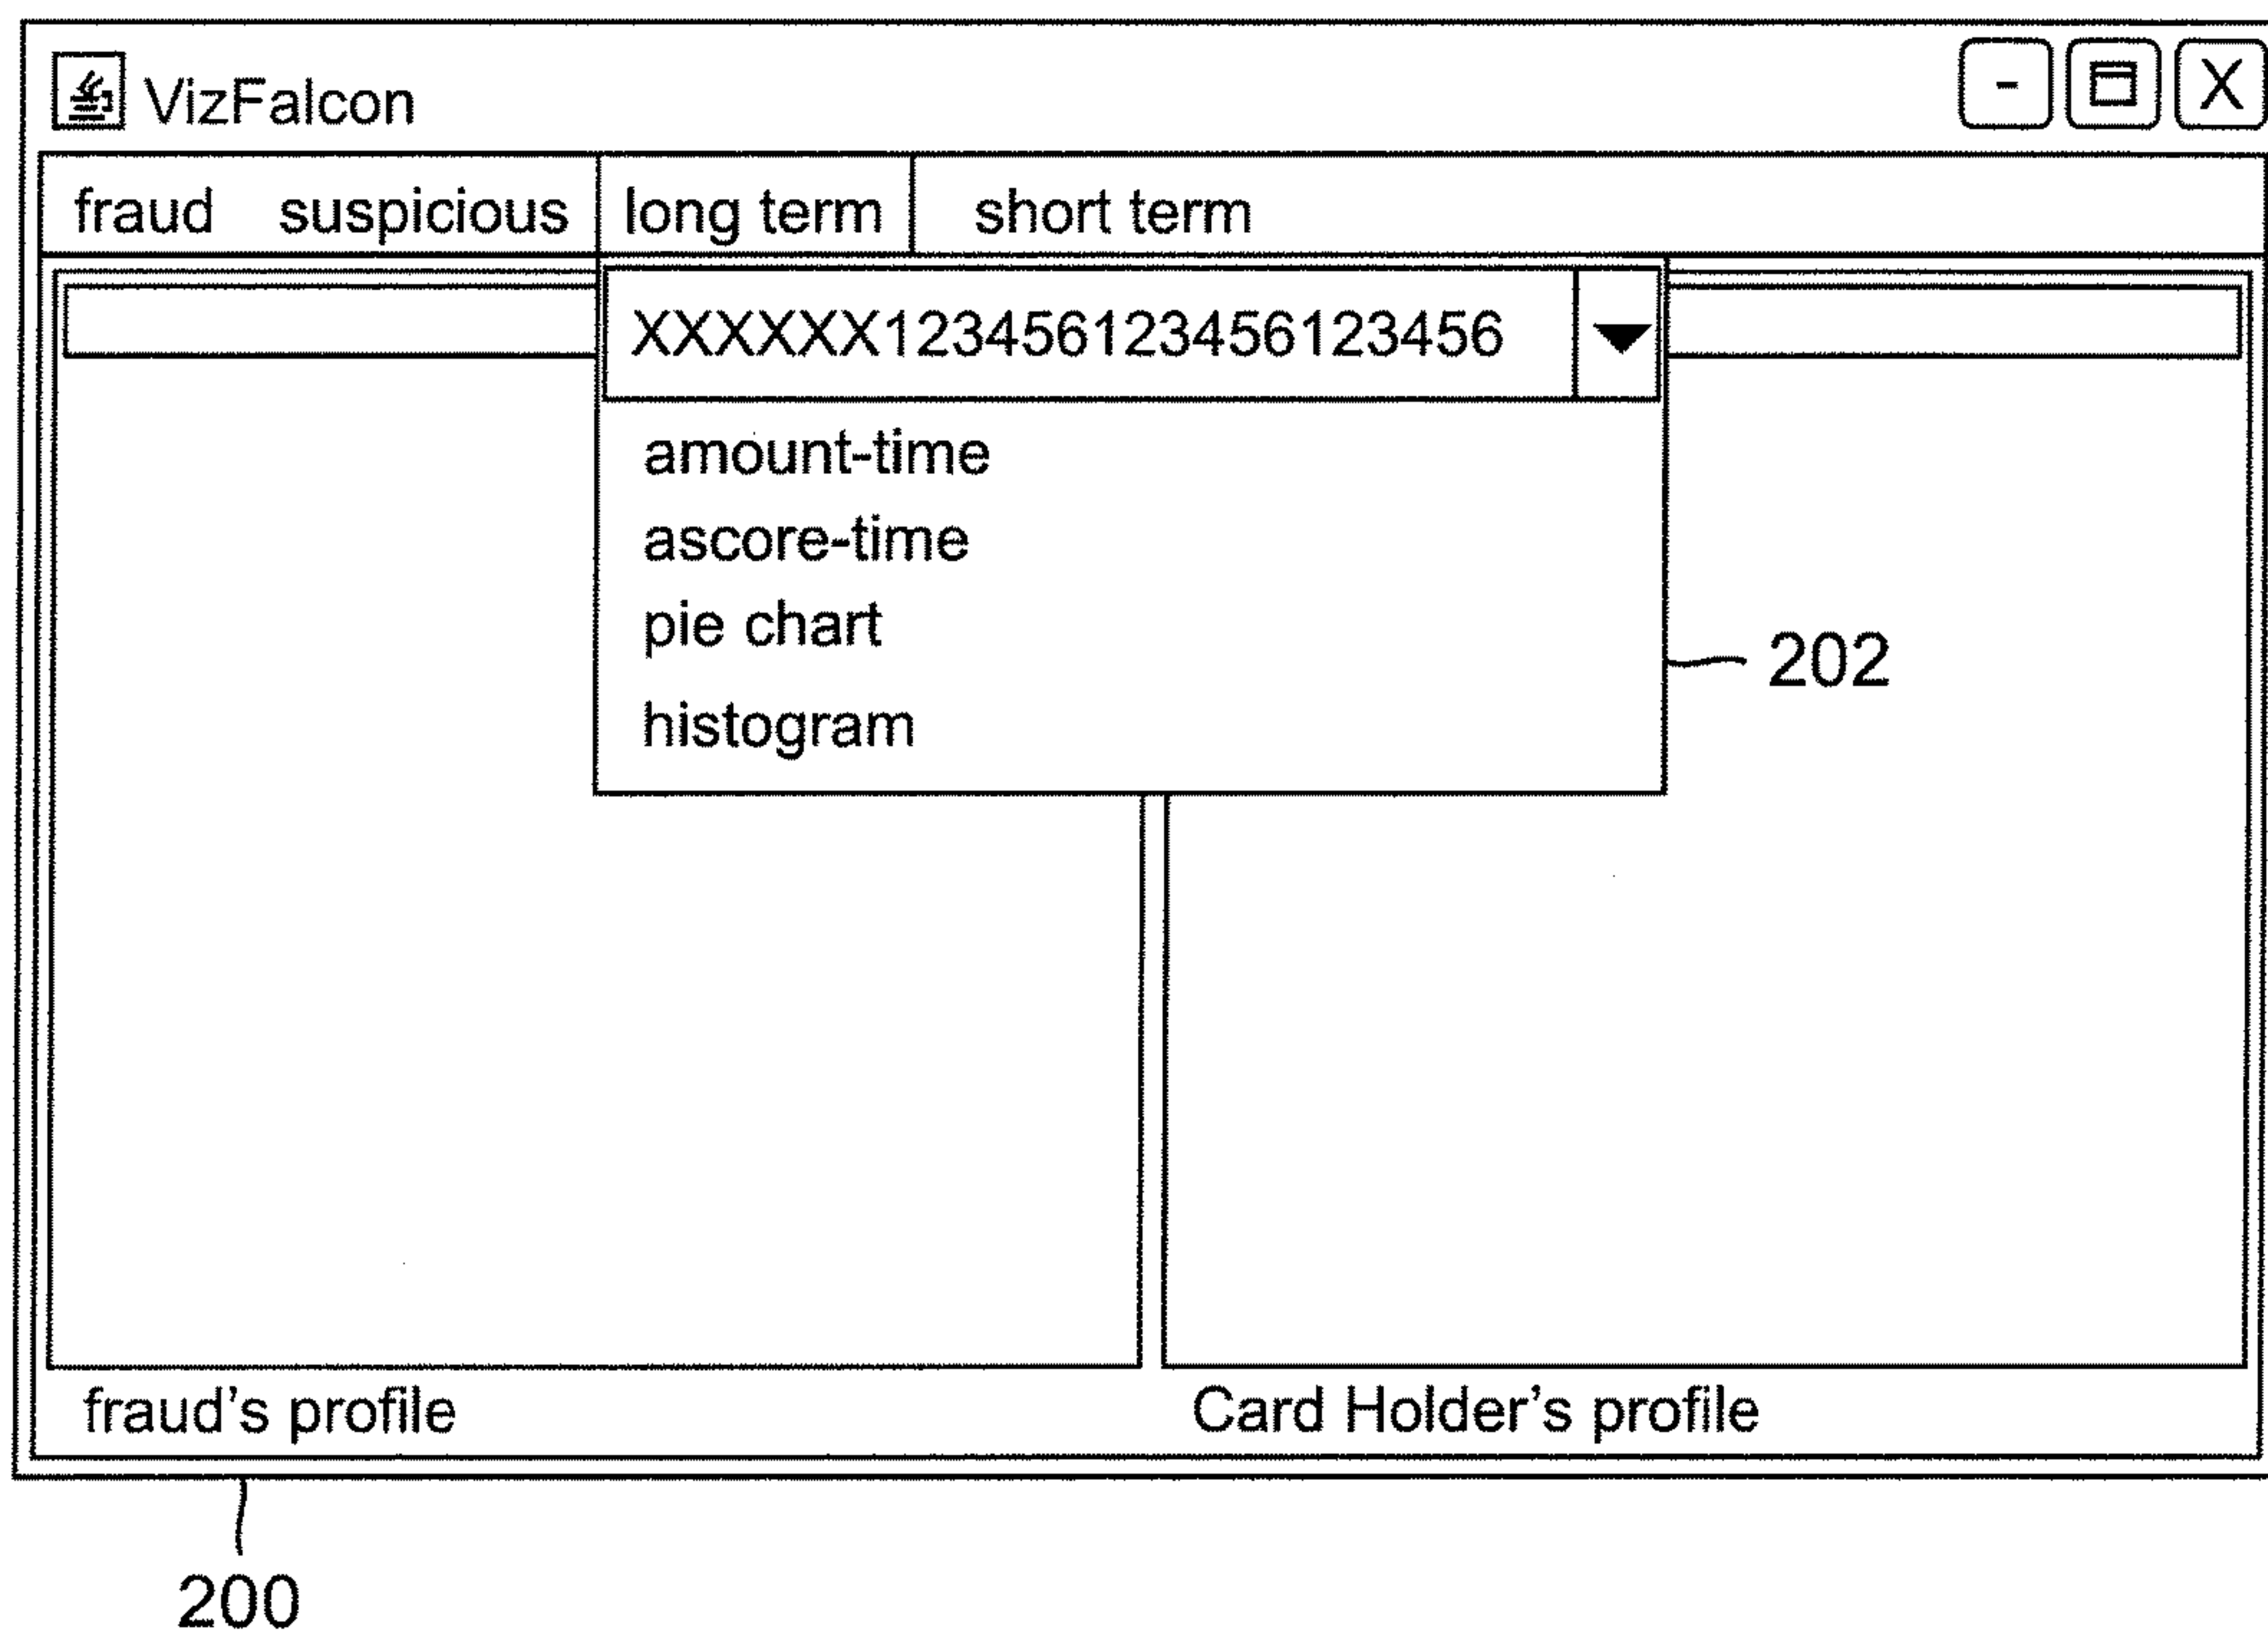 VizFalcon - X
fraud suspicious long term short term
XXXXXX123456123456123456
amount-time
ascore-time
pie chart
histogram
202
fraud's profile Card Holder's profile
200